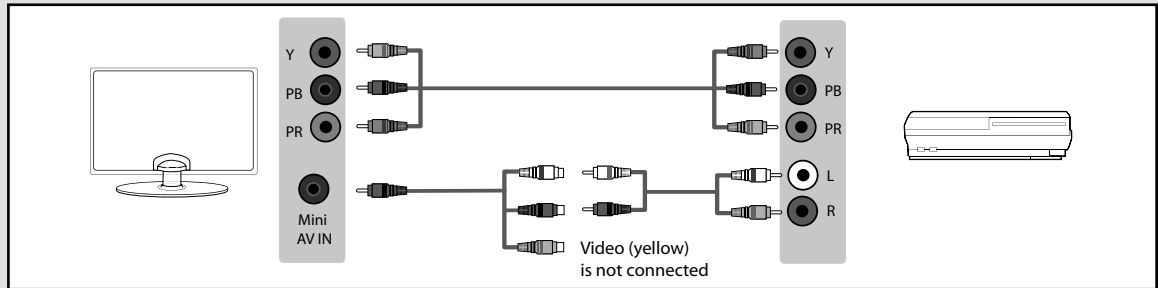 Y
PB
PR
Mini
AV IN
Y
PB
PR
L
R
Video (yellow)
is not connected